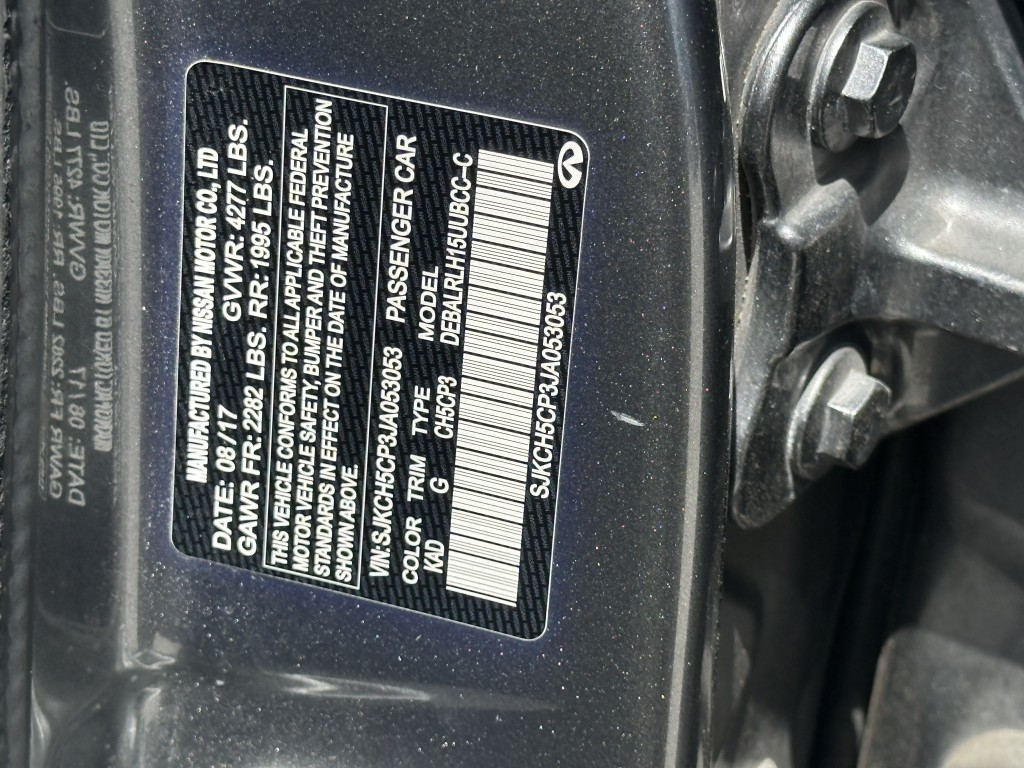 MANUFACTURED BY NISSAN MOTOR CO., LTD
DATE: 08 / 17 GVWR: 4277 LBS.
GAWR FR: 2282 LBS. RR: 1995 LBS.
THIS VEHICLE CONFORMS TO ALL APPLICABLE FEDERAL
MOTOR VEHICLE SAFETY, BUMPER AND THEFT PREVENTION
STANDARDS IN EFFECT ON THE DATE OF MANUFACTURE
SHOWN ABOVE.
VIN: SJKCH5CP3JA053053 PASSENGER CAR
COLOR TRIM TYPE MODEL
KAD G CH5CP3 DEBALRLH15UUBCC-C
SJKCH5CP3JA053053